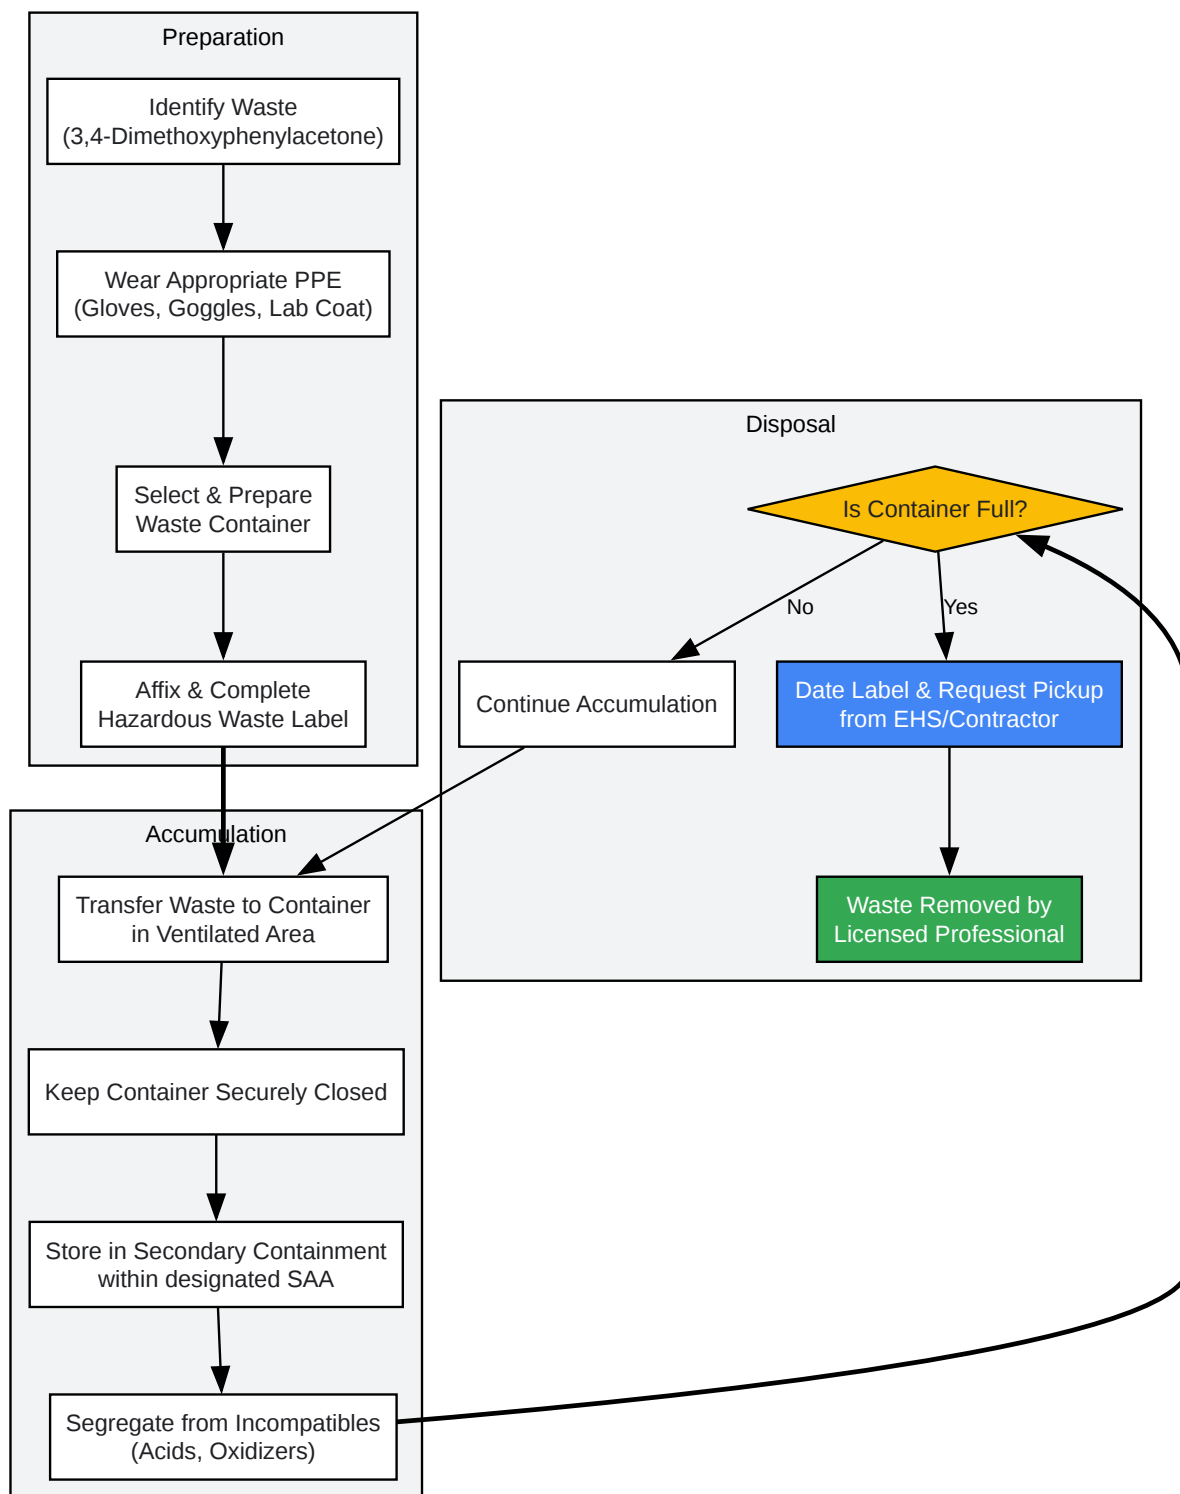 Preparation
Identify Waste
(3,4-Dimethoxyphenylacetone)
Wear Appropriate PPE
(Gloves, Goggles, Lab Coat)
Select & Prepare
Waste Container
Affix & Complete
Hazardous Waste Label
Accumulation
Transfer Waste to Container
in Ventilated Area
Keep Container Securely Closed
Store in Secondary Containment
within designated SAA
Segregate from Incompatibles
(Acids, Oxidizers)
Disposal
Is Container Full?
No
Yes
Continue Accumulation
Date Label & Request Pickup
from EHS/Contractor
Waste Removed by
Licensed Professional